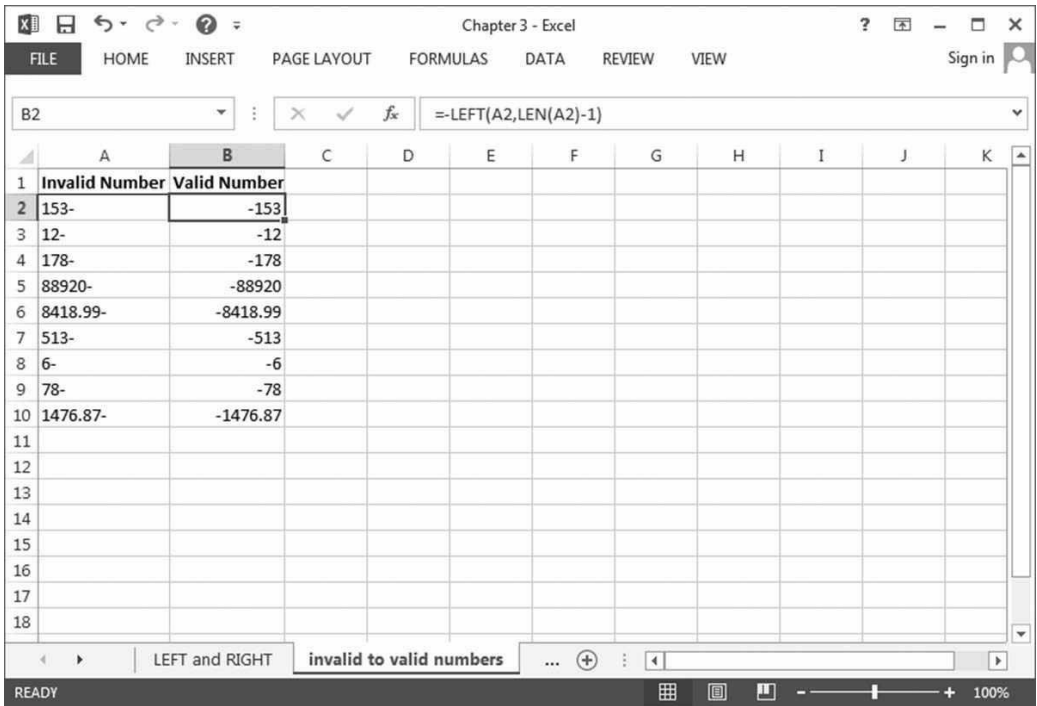 Chapter 3 - Excel
?
FILE HOME INSERT PAGE LAYOUT FORMULAS DATA REVIEW VIEW Sign in
B2 fx =-LEFT(A2,LEN(A2)-1)
A B C D E F G H I J K
1 Invalid Number Valid Number
2 153- -153
3 12- -12
4 178- -178
5 88920- -88920
6 8418.99- -8418.99
7 513- -513
8 6- -6
9 78- -78
10 1476.87- -1476.87
11
12
13
14
15
16
17
18
LEFT and RIGHT invalid to valid numbers ...
READY 100%